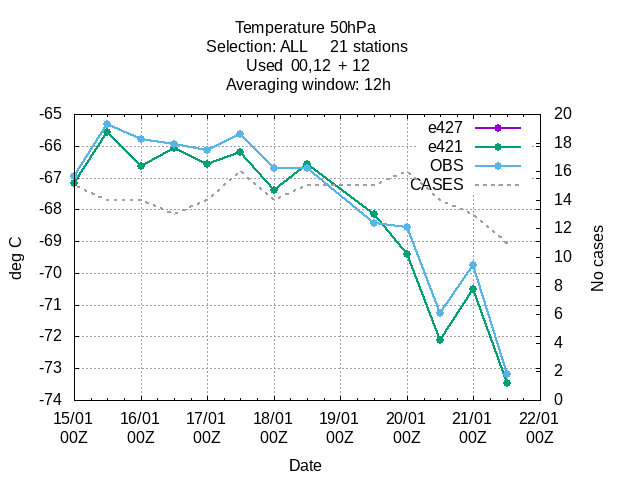 Temperature 50hPa
Selection: ALL     21 stations
Used  00,12  + 12
Averaging window: 12h
-65
-66
-67
-68
-69
-70
-71
-72
-73
-74
deg C
e427
e421
OBS
CASES
20
18
16
14
12
10
8
6
4
2
0
No cases
15/01 16/01 17/01 18/01 19/01 20/01 21/01 22/01
00Z 00Z 00Z 00Z 00Z 00Z 00Z 00Z
Date